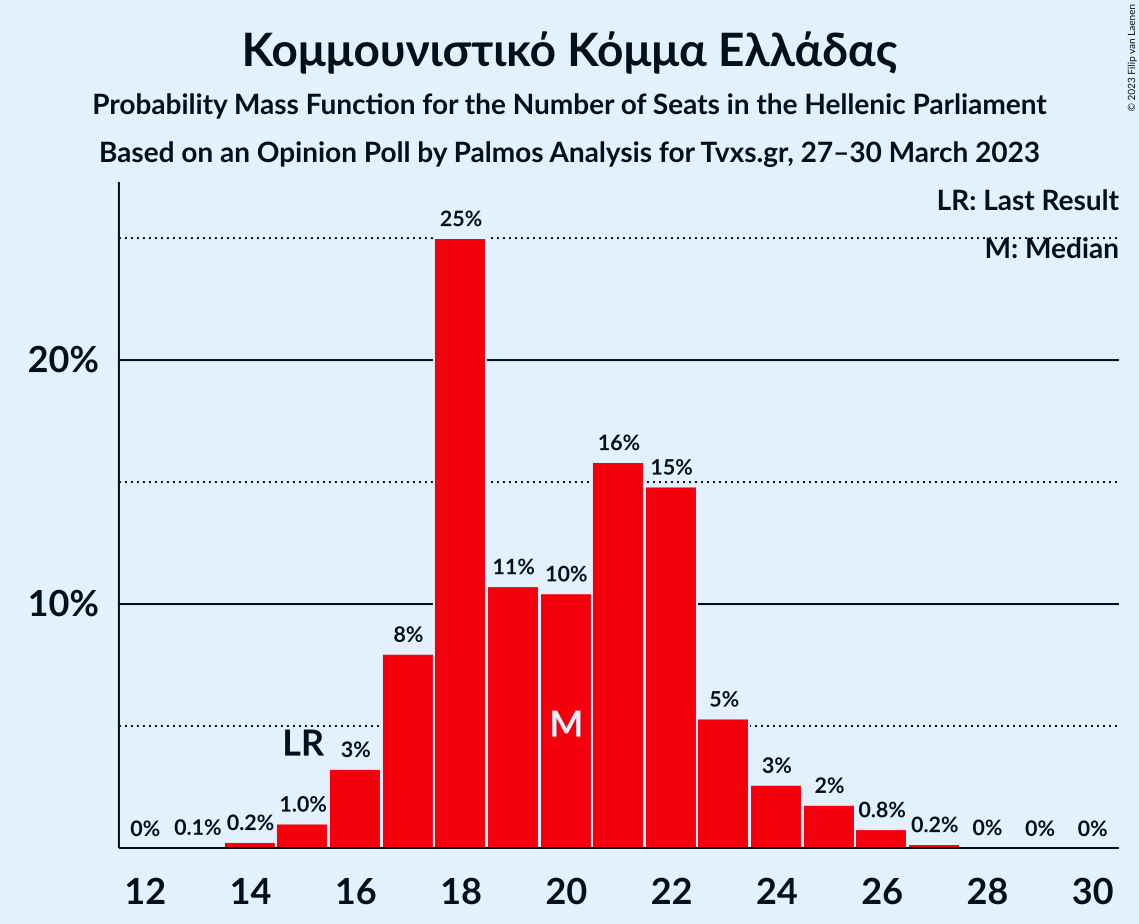 Κομμουνιστικό Κόμμα Ελλάδας
Probability Mass Function for the Number of Seats in the Hellenic Parliament
Based on an Opinion Poll by Palmos Analysis for Tvxs.gr, 27–30 March 2023
© 2023 Filip van Laenen
LR: Last Result
M: Median
20%
10%
0%
0.1%
0.2%
1.0%
LR
3%
8%
25%
11%
10%
M
16%
15%
5%
3%
2%
0.8%
0.2%
0%
0%
0%
12 14 16 18 20 22 24 26 28 30